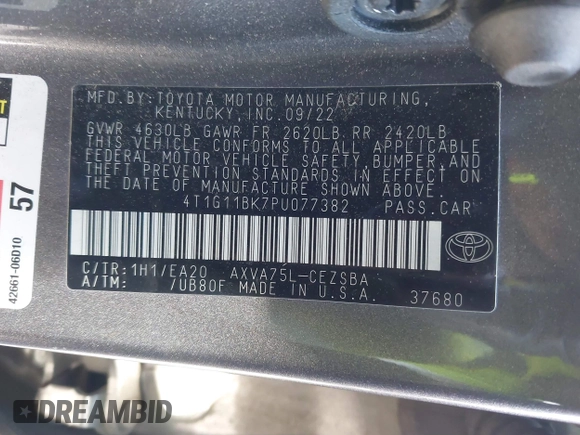 MFD.BY:TOYOTA MOTOR MANUFACTURING,
KENTUCKY, INC. 09/22
GVWR 4630LB GAWR FR 2620LB RR 2420LB
THIS VEHICLE CONFORMS TO ALL APPLICABLE
FEDERAL MOTOR VEHICLE SAFETY, BUMPER,AND
THEFT PREVENTION STANDARDS IN EFFECT ON
THE DATE OF MANUFACTURE SHOWN ABOVE.
4T1G11BK7PU077382 PASS.CAR
C/TR:1H1/EA20 AXVA75L-CEZSBA
A/TM: /UB80F MADE IN U.S.A. 37680
TOYOTA
57
42661-06D10
DREAMBID